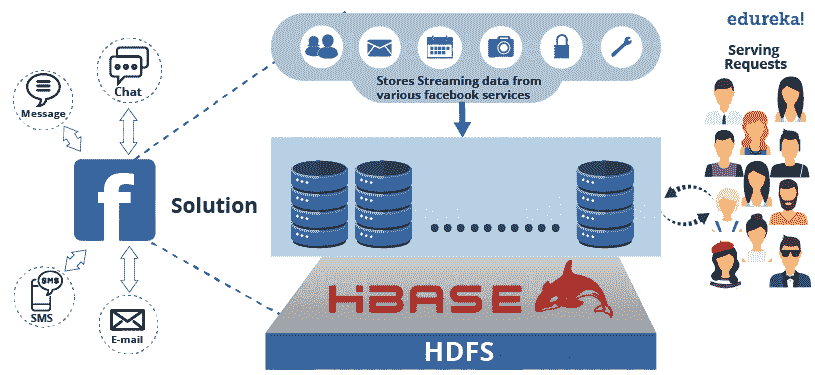 edureka!
Serving
Requests
Stores Streaming data from
various facebook services
Chat
Message
f
Solution
SMS
SMS
E-mail
HBASE
HDFS